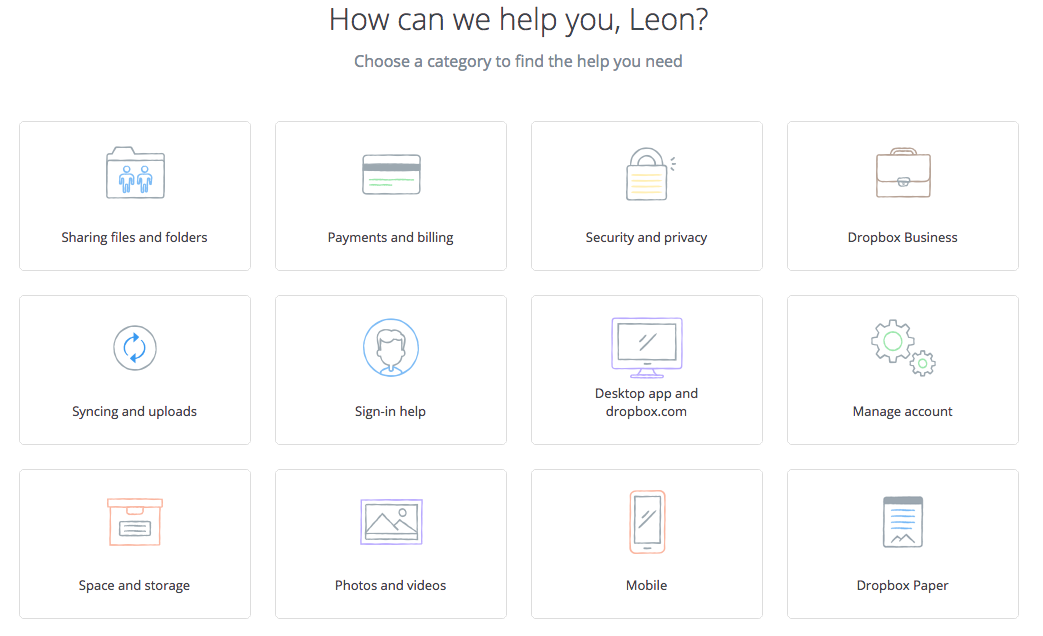 How can we help you, Leon?
Choose a category to find the help you need
Sharing files and folders
Payments and billing
Security and privacy
Dropbox Business
Syncing and uploads
Sign-in help
Desktop app and
dropbox.com
Manage account
Space and storage
Photos and videos
Mobile
Dropbox Paper